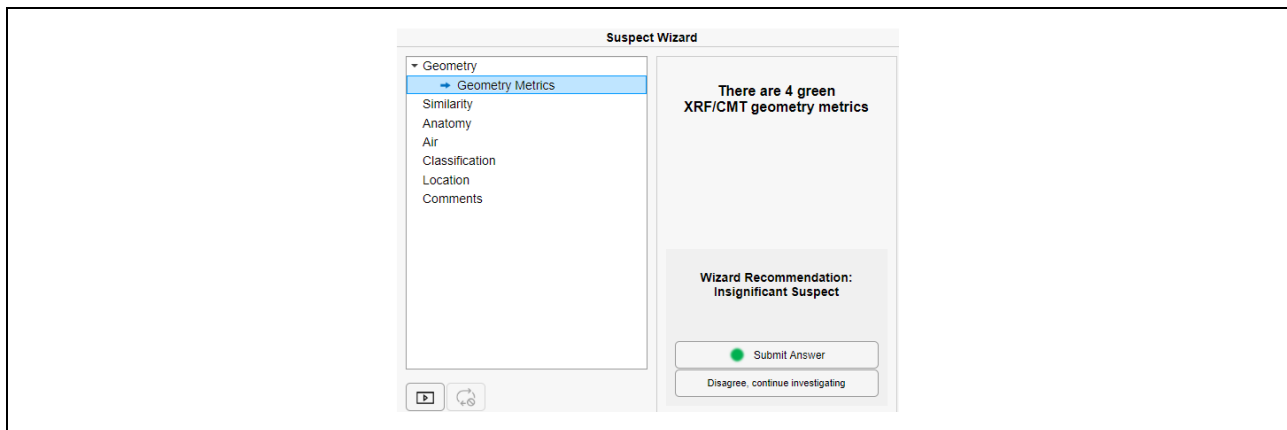 Suspect Wizard
Geometry
Geometry Metrics
Similarity
Anatomy
Air
Classification
Location
Comments
There are 4 green
XRF/CMT geometry metrics
Wizard Recommendation:
Insignificant Suspect
Submit Answer
Disagree, continue investigating